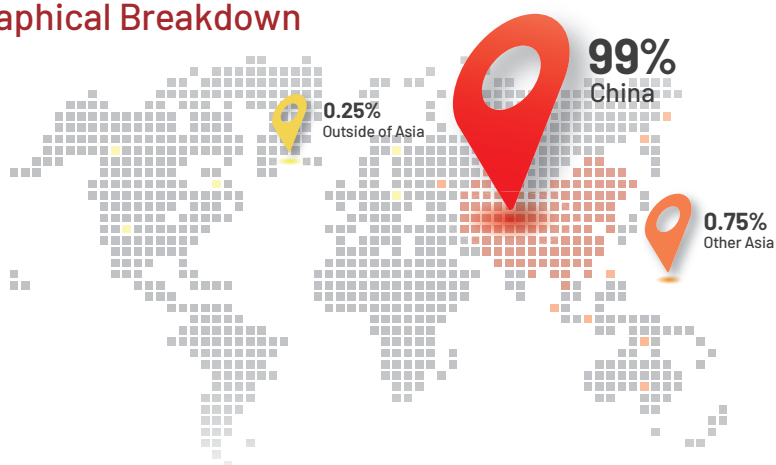 aphical Breakdown
99%
China
0.25%
Outside of Asia
0.75%
Other Asia